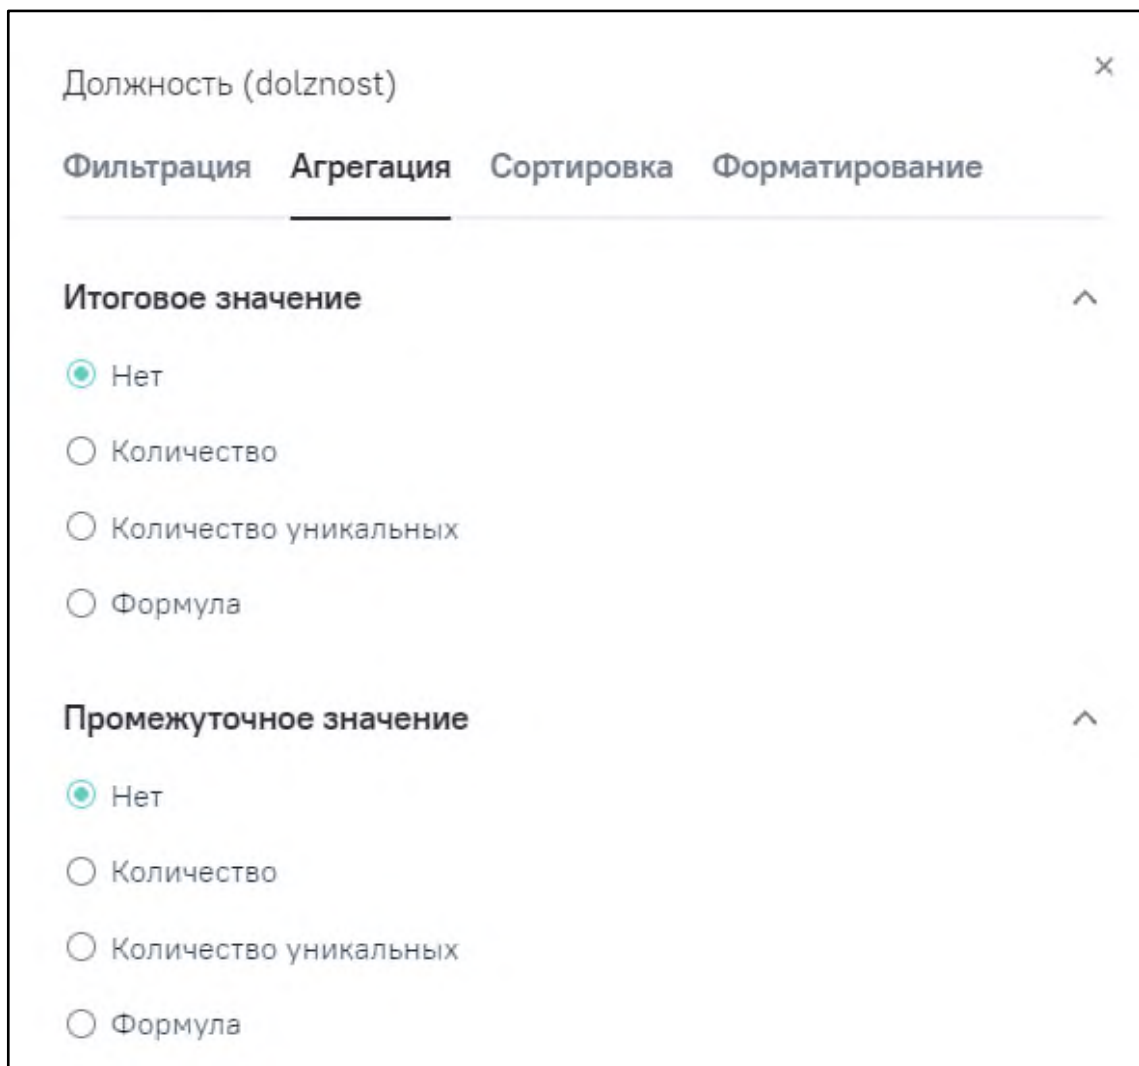 Должность (dolznost)
Фильтрация Агрегация Сортировка Форматирование
Итоговое значение
Нет
Количество
Количество уникальных
Формула
Промежуточное значение
Нет
Количество
Количество уникальных
Формула